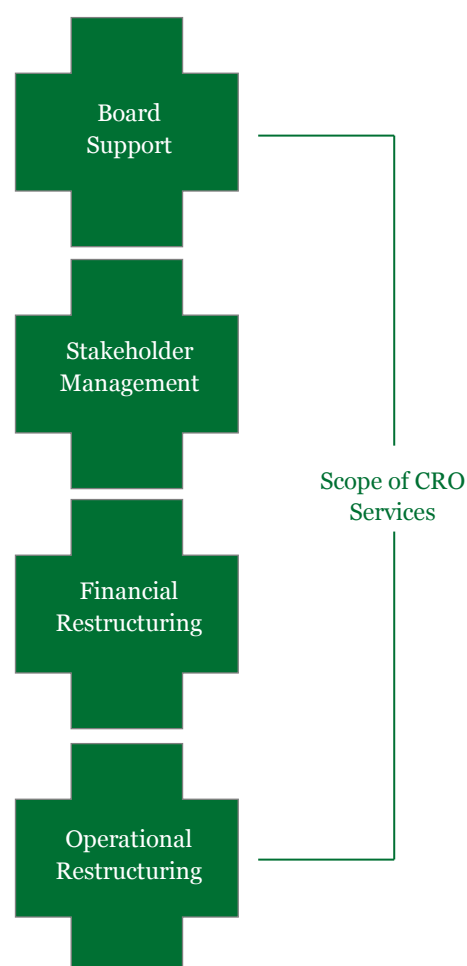 Board
Support
Stakeholder
Management
Scope of CRO
Services
Financial
Restructuring
Operational
Restructuring